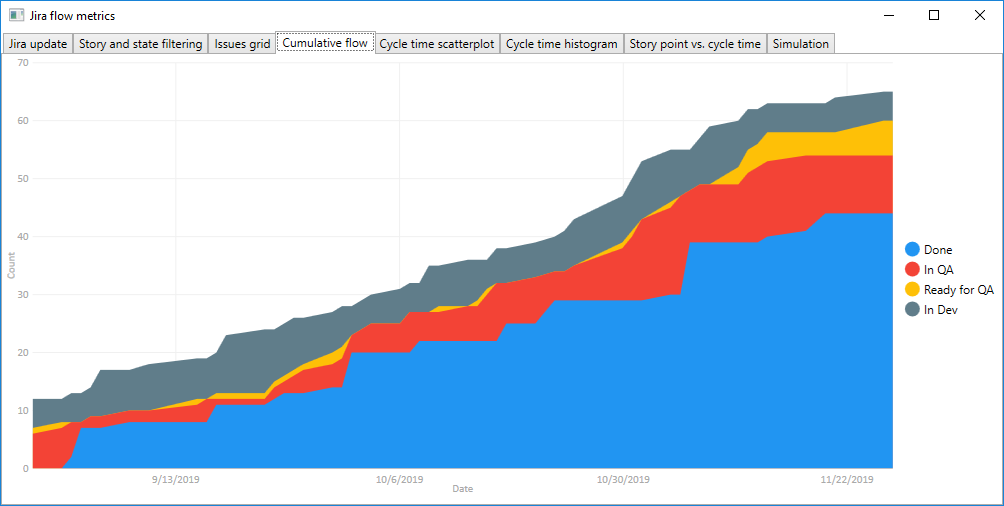 Jira flow metrics
Jira update Story and state filtering Issues grid Cumulative flow Cycle time scatterplot Cycle time histogram Story point vs. cycle time Simulation
70
60
50
40
30
20
10
0
Count
9/13/2019 10/6/2019 10/30/2019 11/22/2019
Date
Done
In QA
Ready for QA
In Dev